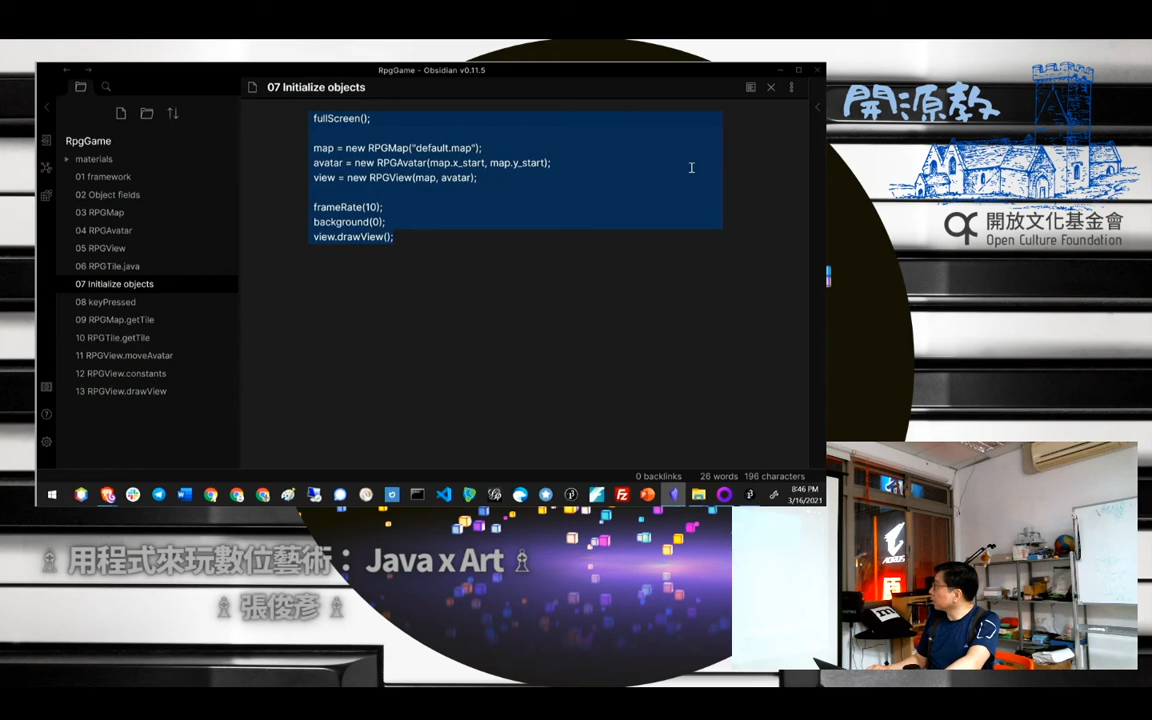 RpgGame - Obsidian v0.11.5
07 Initialize objects
RpgGame
materials
01 framework
02 Object fields
03 RPGMap
04 RPGAvatar
05 RPGView
06 RPGTile.java
07 Initialize objects
08 keyPressed
09 RPGMap.getTile
10 RPGTile.getTile
11 RPGView.moveAvatar
12 RPGView.constants
13 RPGView.drawView
fullScreen();
map = new RPGMap("default.map");
avatar = new RPGAvatar(map.x_start, map.y_start);
view = new RPGView(map, avatar);
frameRate(10);
background(0);
view.drawView();
0 backlinks 26 words 196 characters
8:46 PM
3/16/2021
開源教
開放文化基金會
Open Culture Foundation
用程式來玩數位藝術： Java x Art
張俊彥
AORUS